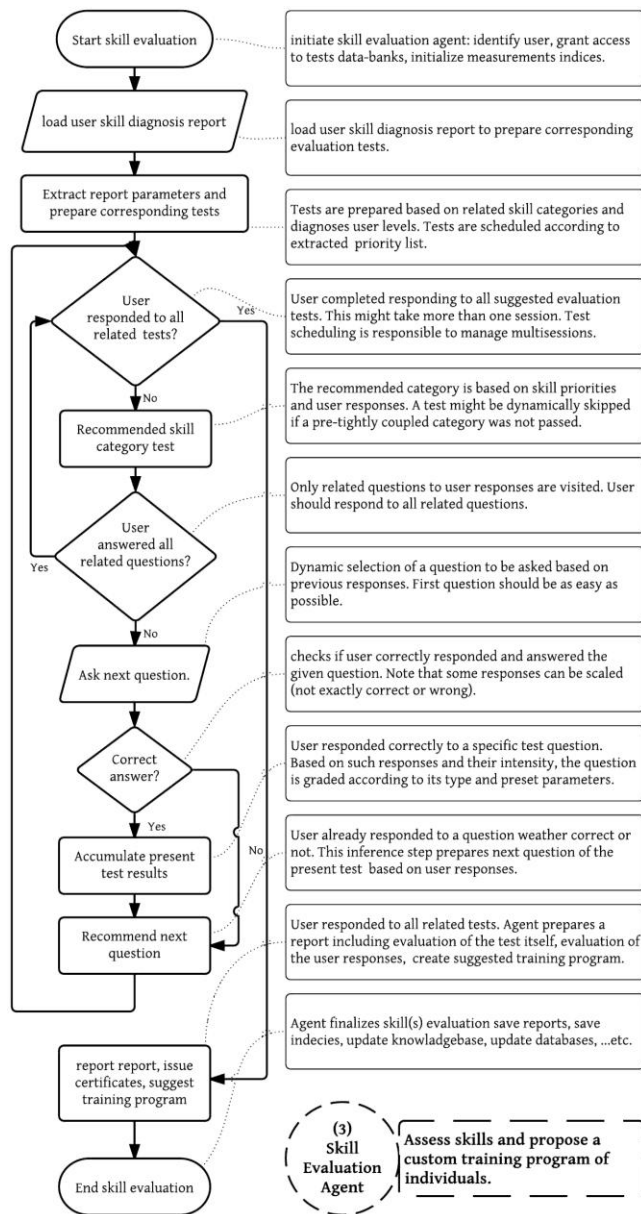 Start skill evaluation
initiate skill evaluation agent: identify user, grant access
to tests data-banks, initialize measurements indices.
load user skill diagnosis report
load user skill diagnosis report to prepare corresponding
evaluation tests.
Extract report parameters and
prepare corresponding tests
Tests are prepared based on related skill categories and
diagnoses user levels. Tests are scheduled according to
extracted priority list.
User
responded to all
related tests?
Yes
No
User completed responding to all suggested evaluation
tests. This might take more than one session. Test
scheduling is responsible to manage multisessions.
Recommended skill
category test
The recommended category is based on skill priorities
and user responses. A test might be dynamically skipped
if a pre-tightly coupled category was not passed.
User
answered all
related questions?
Yes
No
Only related questions to user responses are visited. User
should respond to all related questions.
Ask next question.
Dynamic selection of a question to be asked based on
previous responses. First question should be as easy as
possible.
Correct
answer?
Yes
No
checks if user correctly responded and answered the
given question. Note that some responses can be scaled
(not exactly correct or wrong).
Accumulate present
test results
User responded correctly to a specific test question.
Based on such responses and their intensity, the question
is graded according to its type and preset parameters.
Recommend next
question
User already responded to a question weather correct or
not. This inference step prepares next question of the
present test based on user responses.
report report, issue
certificates, suggest
training program
User responded to all related tests. Agent prepares a
report including evaluation of the test itself, evaluation of
the user responses, create suggested training program.
End skill evaluation
Agent finalizes skill(s) evaluation save reports, save
indecies, update knowladgebase, update databases, ...etc.
(3)
Skill
Evaluation
Agent
Assess skills and propose a
custom training program of
individuals.